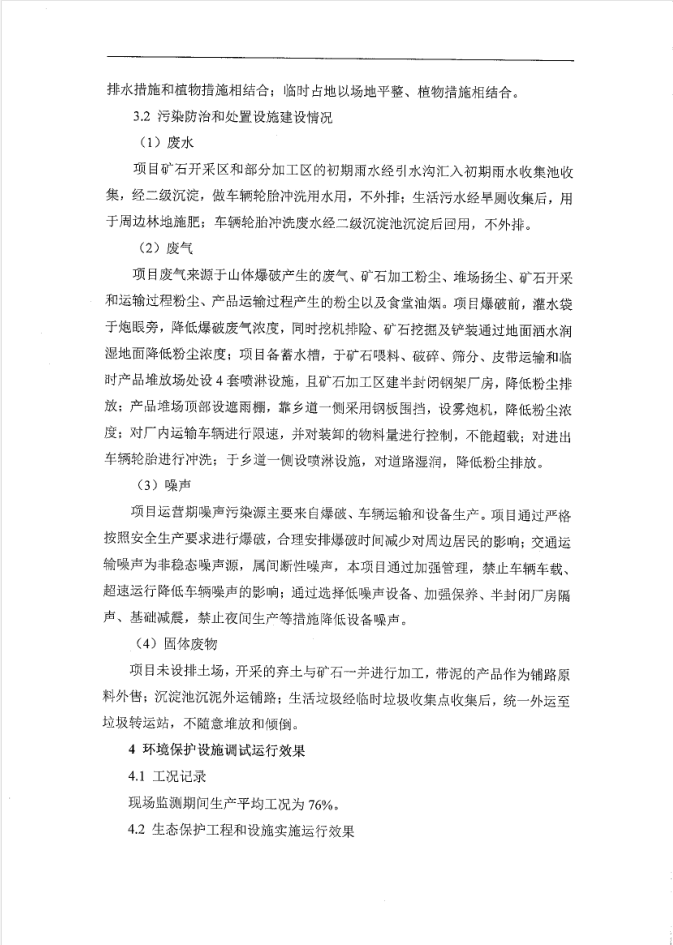 排水措施和植物措施相结合；临时占地以场地平整、植物措施相结合。
3.2 污染防治和处置设施建设情况
（1）废水
项目矿石开采区和部分加工区的初期雨水经引水沟汇入初期雨水收集池收
集，经二级沉淀，做车辆轮胎冲洗用水用，不外排；生活污水经旱厕收集后，用
于周边林地施肥；车辆轮胎冲洗废水经二级沉淀池沉淀后回用，不外排。
（2）废气
项目废气来源于山体爆破产生的废气、矿石加工粉尘、堆场扬尘、矿石开采
和运输过程粉尘、产品运输过程产生的粉尘以及食堂油烟。项目爆破前，灌水袋
于炮眼旁，降低爆破废气浓度，同时挖机排险、矿石挖掘及铲装通过地面洒水润
湿地面降低粉尘浓度；项目备蓄水槽，于矿石喂料、破碎、筛分、皮带运输和临
时产品堆放场处设 4 套喷淋设施，且矿石加工区建半封闭钢架厂房，降低粉尘排
放；产品堆场顶部设遮雨棚，靠乡道一侧采用钢板围挡，设雾炮机，降低粉尘浓
度；对厂内运输车辆进行限速，并对装卸的物料量进行控制，不能超载；对进出
车辆轮胎进行冲洗；于乡道一侧设喷淋设施，对道路湿润，降低粉尘排放。
（3）噪声
项目运营期噪声污染源主要来自爆破、车辆运输和设备生产。项目通过严格
按照安全生产要求进行爆破，合理安排爆破时间减少对周边居民的影响；交通运
输噪声为非稳态噪声源，属间断性噪声，本项目通过加强管理，禁止车辆车载、
超速运行降低车辆噪声的影响；通过选择低噪声设备、加强保养、半封闭厂房隔
声、基础减震，禁止夜间生产等措施降低设备噪声。
（4）固体废物
项目未设排土场，开采的弃土与矿石一并进行加工，带泥的产品作为铺路原
料外售；沉淀池沉泥外运铺路；生活垃圾经临时垃圾收集点收集后，统一外运至
垃圾转运站，不随意堆放和倾倒。
4 环境保护设施调试运行效果
4.1 工况记录
现场监测期间生产平均工况为 76%。
4.2 生态保护工程和设施实施运行效果